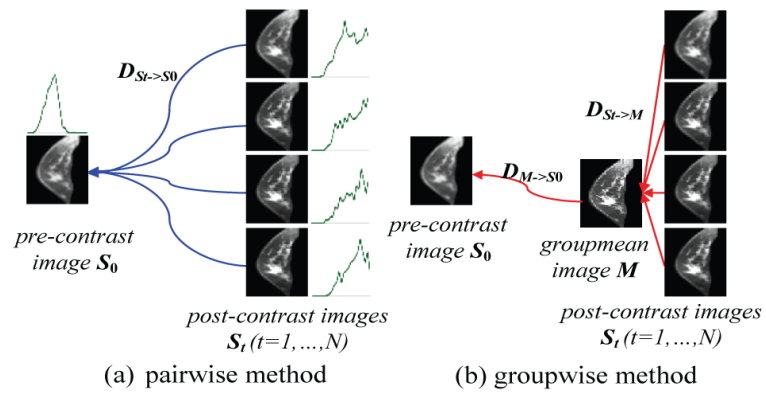 D_{St->S0}
pre-contrast
image S_0
post-contrast images
S_t (t=1,...,N)
(a) pairwise method
D_{St->M}
D_{M->S0}
pre-contrast
image S_0
groupmean
image M
post-contrast images
S_t (t=1,...,N)
(b) groupwise method